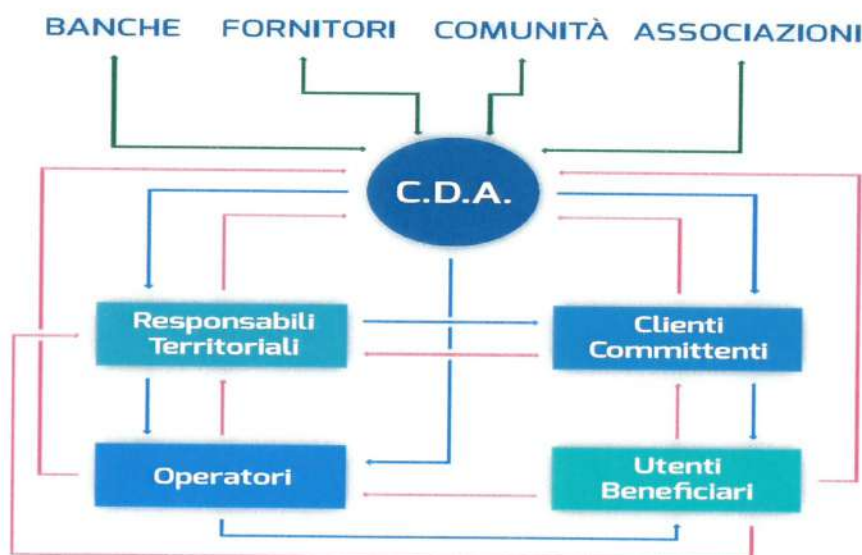 BANCHE FORNITORI COMUNITÀ ASSOCIAZIONI
C.D.A.
Responsabili
Territoriali
Clienti
Committenti
Operatori
Utenti
Beneficiari